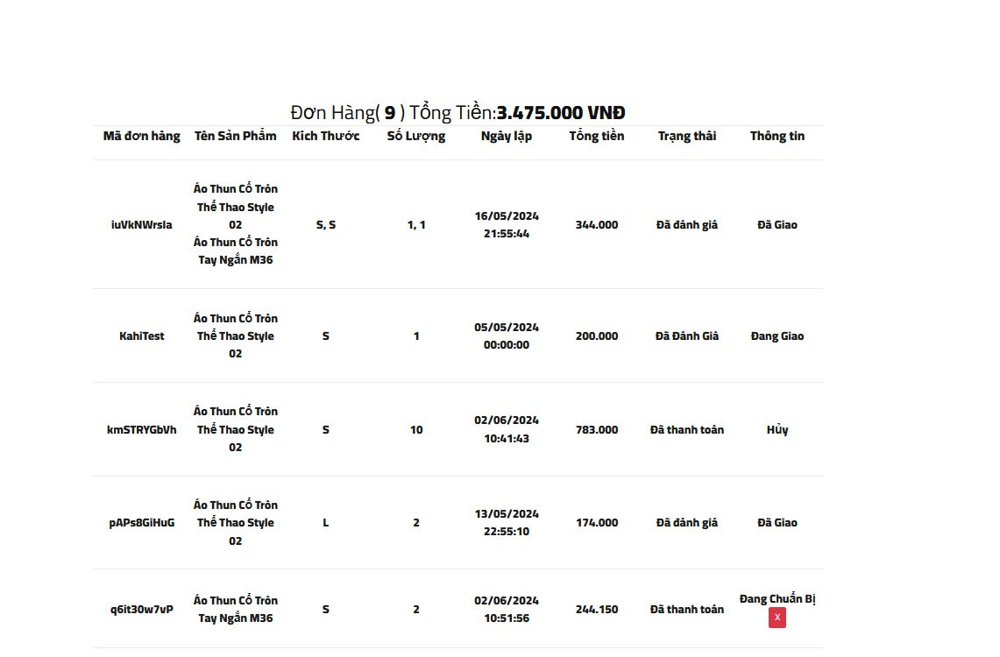 Đơn Hàng( 9 ) Tổng Tiền:3.475.000 VNĐ
Mã đơn hàng Tên Sản Phẩm Kích Thước Số Lượng Ngày lập Tổng tiền Trạng thái Thông tin
Áo Thun Cổ Tròn
Thể Thao Style
02
Áo Thun Cổ Tròn
Tay Ngắn M36
iuVkNWrsla S, S 1, 1 16/05/2024
21:55:44
344.000 Đã đánh giá Đã Giao
KahiTest
Áo Thun Cổ Tròn
Thể Thao Style
02
S 1 05/05/2024
00:00:00
200.000 Đã Đánh Giá Đang Giao
kmSTRYGbVh
Áo Thun Cổ Tròn
Thể Thao Style
02
S 10 02/06/2024
10:41:43
783.000 Đã thanh toán Hủy
pAPs8GiHuG
Áo Thun Cổ Tròn
Thể Thao Style
02
L 2 13/05/2024
22:55:10
174.000 Đã đánh giá Đã Giao
q6it30w7vP
Áo Thun Cổ Tròn
Tay Ngắn M36
S 2 02/06/2024
10:51:56
244.150 Đã thanh toán Đang Chuẩn Bị
X